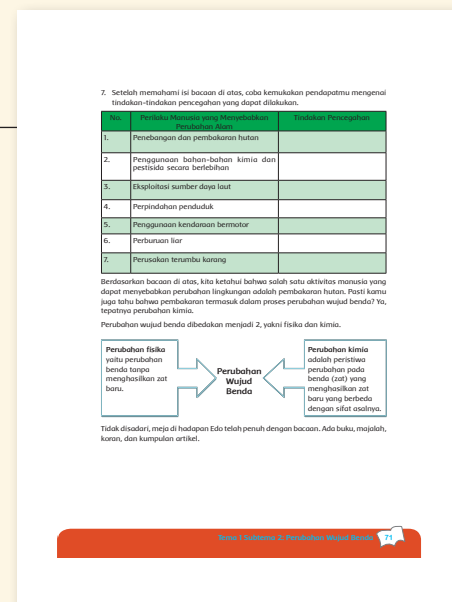 7. Setelah memahami isi bacaan di atas, coba kemukakan pendapatmu mengenai
tindakan-tindakan pencegahan yang dapat dilakukan.
No. Perilaku Manusia yang Menyebabkan Perubahan Alam Tindakan Pencegahan
1. Penebangan dan pembakaran hutan
2. Penggunaan bahan-bahan kimia dan
pestisida secara berlebihan
3. Eksploitasi sumber daya laut
4. Perpindahan penduduk
5. Penggunaan kendaraan bermotor
6. Perburuan liar
7. Perusakan terumbu karang
Berdasarkan bacaan di atas, kita ketahui bahwa salah satu aktivitas manusia yang
dapat menyebabkan perubahan lingkungan adalah pembakaran hutan. Pasti kamu
juga tahu bahwa pembakaran termasuk dalam proses perubahan wujud benda? Ya,
tepatnya perubahan kimia.
Perubahan wujud benda dibedakan menjadi 2, yakni fisika dan kimia.
Perubahan fisika
yaitu perubahan
benda tanpa
menghasilkan zat
baru.
Perubahan
Wujud
Benda
Perubahan kimia
adalah peristiwa
perubahan pada
benda (zat) yang
menghasilkan zat
baru yang berbeda
dengan sifat asalnya.
Tidak disadari, meja di hadapan Edo telah penuh dengan bacaan. Ada buku, majalah,
koran, dan kumpulan artikel.
Tema 1 Subtema 2: Perubahan Wujud Benda 71